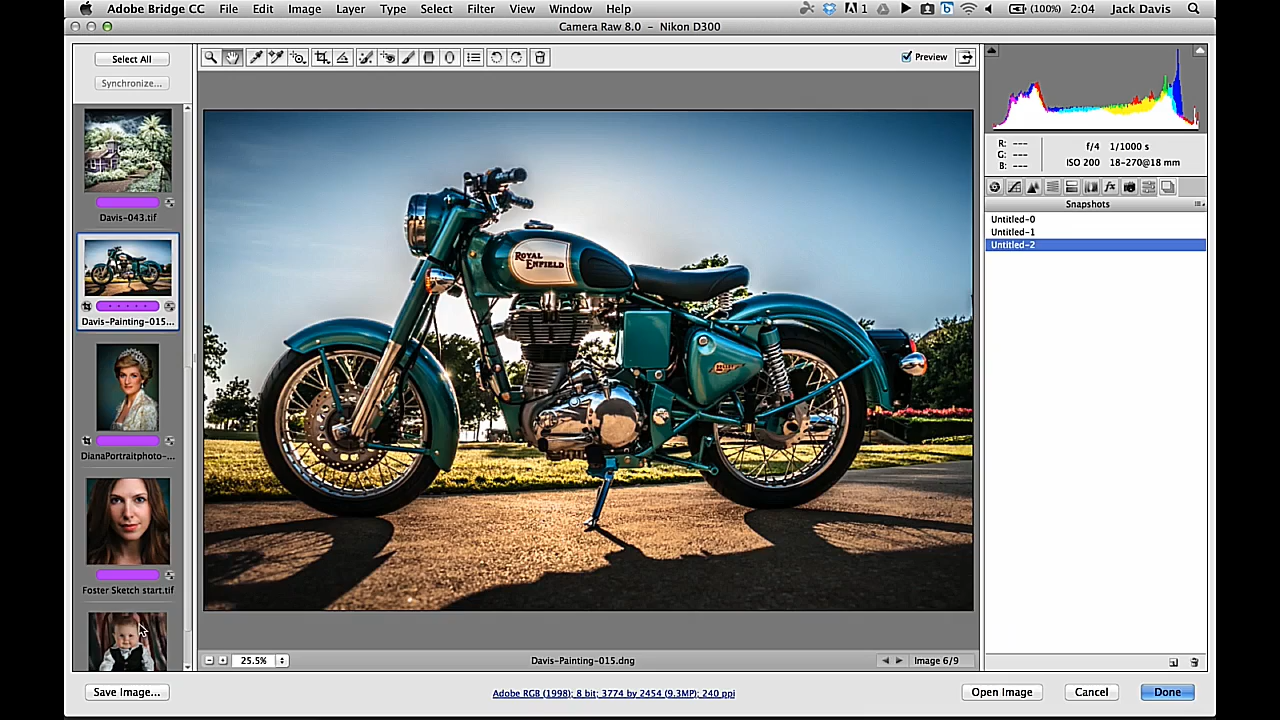 Adobe Bridge CC File Edit Image Layer Type Select Filter View Window Help 1 (100%) 2:04 Jack Davis
Camera Raw 8.0 – Nikon D300
Select All
Synchronize...
Preview
Davis-043.tif
Davis-Painting-015...
DianaPortraitphoto-...
Foster Sketch start.tif
ROYAL
ENFIELD
R: ---
G: ---
B: ---
f/4 1/1000 s
ISO 200 18-270@18 mm
Snapshots
Untitled-0
Untitled-1
Untitled-2
25.5%
Davis-Painting-015.dng
Image 6/9
Save Image...
Adobe RGB (1998); 8 bit; 3774 by 2454 (9.3MP); 240 ppi
Open Image
Cancel
Done